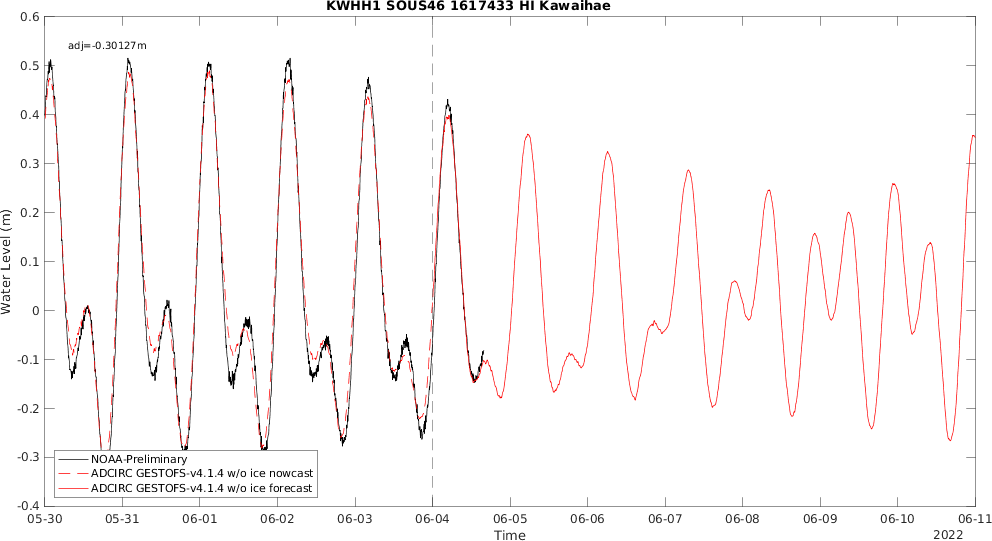 KWHH1 SOUS46 1617433 HI Kawaihae
adj=-0.30127m
Water Level (m)
0.6
0.5
0.4
0.3
0.2
0.1
0
-0.1
-0.2
-0.3
-0.4
NOAA-Preliminary
ADCIRC GESTOFS-v4.1.4 w/o ice nowcast
ADCIRC GESTOFS-v4.1.4 w/o ice forecast
05-30 05-31 06-01 06-02 06-03 06-04 06-05 06-06 06-07 06-08 06-09 06-10 06-11
Time
2022